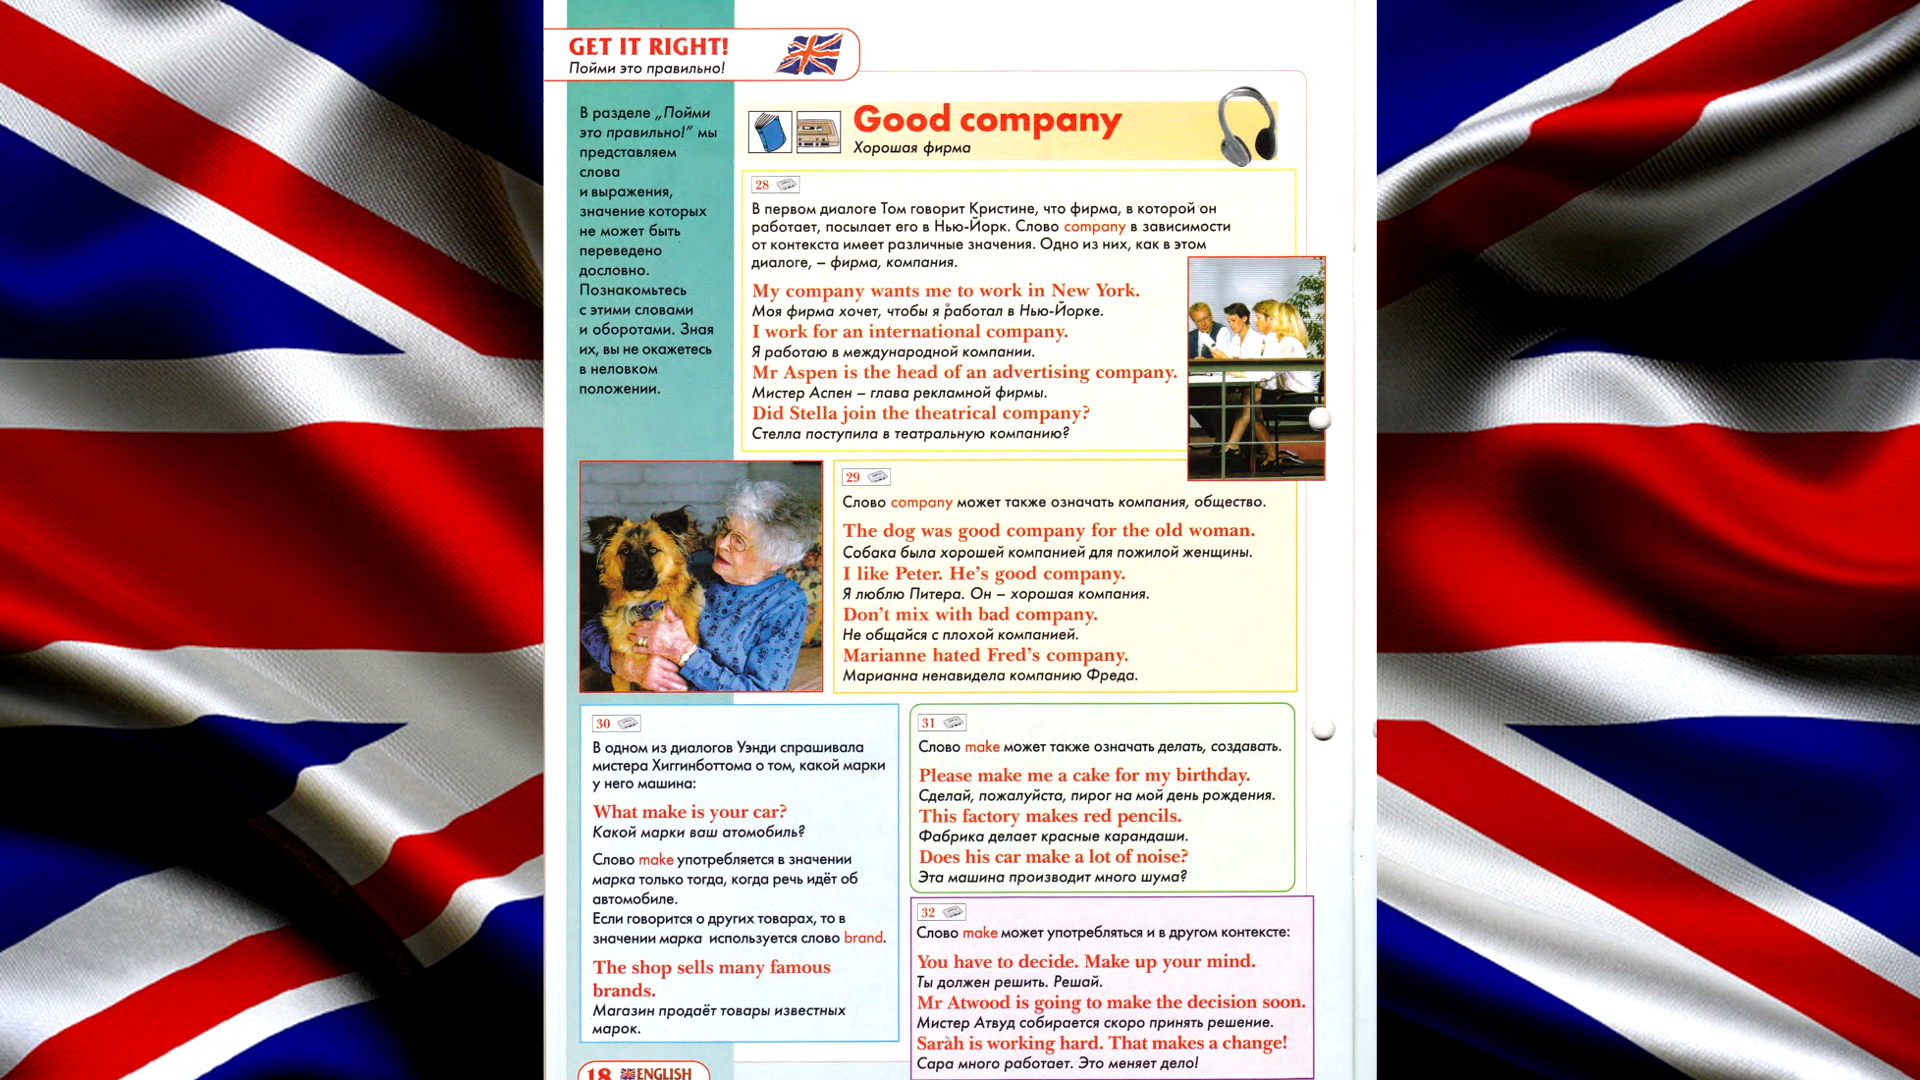 GET IT RIGHT!
Пойми это правильно!
В разделе „Пойми
это правильно!” мы
представляем
слова
и выражения,
значение которых
не может быть
переведено
дословно.
Познакомьтесь
с этими словами
и оборотами. Зная
их, вы не окажетесь
в неловком
положении.
Good company
Хорошая фирма
28
В первом диалоге Том говорит Кристине, что фирма, в которой он
работает, посылает его в Нью-Йорк. Слово company в зависимости
от контекста имеет различные значения. Одно из них, как в этом
диалоге, – фирма, компания.
My company wants me to work in New York.
Моя фирма хочет, чтобы я работал в Нью-Йорке.
I work for an international company.
Я работаю в международной компании.
Mr Aspen is the head of an advertising company.
Мистер Аспен – глава рекламной фирмы.
Did Stella join the theatrical company?
Стелла поступила в театральную компанию?
29
Слово company может также означать компания, общество.
The dog was good company for the old woman.
Собака была хорошей компанией для пожилой женщины.
I like Peter. He’s good company.
Я люблю Питера. Он – хорошая компания.
Don’t mix with bad company.
Не общайся с плохой компанией.
Marianne hated Fred’s company.
Марианна ненавидела компанию Фреда.
30
В одном из диалогов Уэнди спрашивала
мистера Хиггинботтома о том, какой марки
у него машина:
What make is your car?
Какой марки ваш атомобиль?
Слово make употребляется в значении
марка только тогда, когда речь идёт об
автомобиле.
Если говорится о других товарах, то в
значении марка используется слово brand.
The shop sells many famous
brands.
Магазин продаёт товары известных
марок.
31
Слово make может также означать делать, создавать.
Please make me a cake for my birthday.
Сделай, пожалуйста, пирог на мой день рождения.
This factory makes red pencils.
Фабрика делает красные карандаши.
Does his car make a lot of noise?
Эта машина производит много шума?
32
Слово make может употребляться и в другом контексте:
You have to decide. Make up your mind.
Ты должен решить. Решай.
Mr Atwood is going to make the decision soon.
Мистер Атвуд собирается скоро принять решение.
Sarah is working hard. That makes a change!
Сара много работает. Это меняет дело!
18 ENGLISH